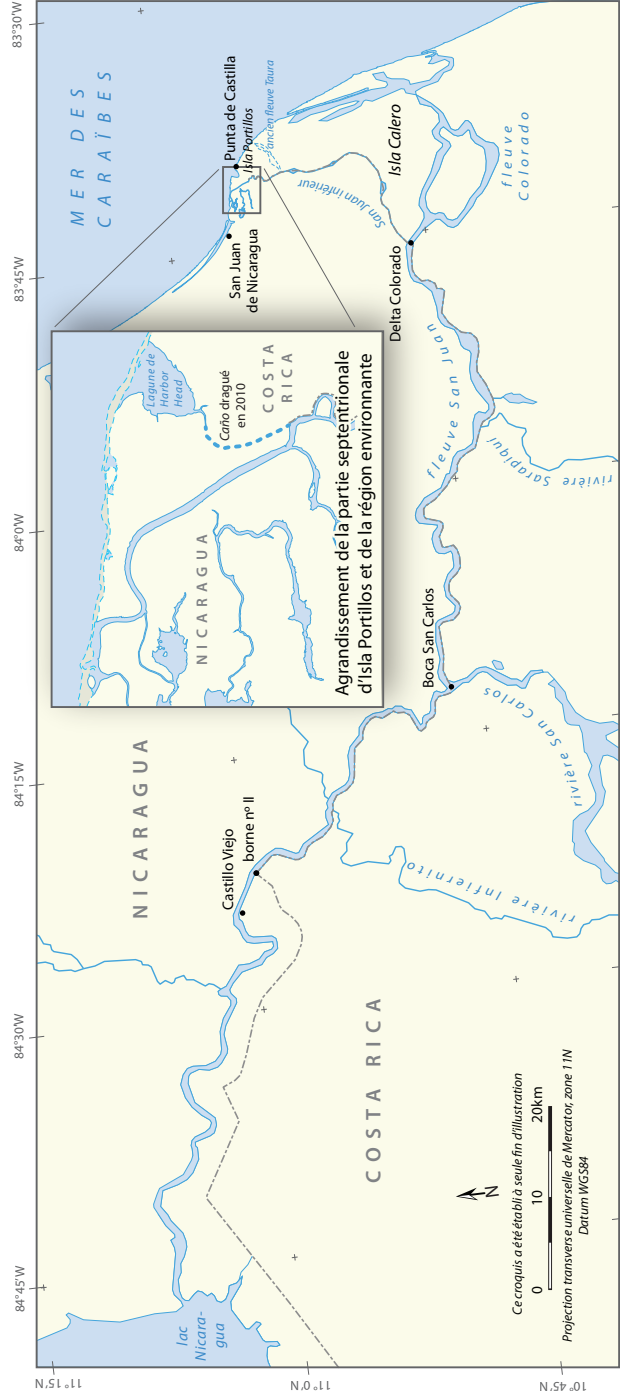 84°45'W
84°30'W
84°15'W
84°0'W
83°45'W
83°30'W
11°15'N
11°0'N
10°45'N
MER DES
CARAÏBES
NICARAGUA
COSTA RICA
lac
Nicara-
gua
Castillo Viejo
borne nº II
Boca San Carlos
rivière Infiernito
rivière San Carlos
fleuve San Juan
rivière Sarapiquí
Delta Colorado
San Juan
de Nicaragua
Punta de Castilla
Isla Portillos
ancien fleuve Taura
San Juan inférieur
Isla Calero
fleuve
Colorado
Lagune de
Harbor
Head
Caño dragué
en 2010
COSTA
RICA
NICARAGUA
Agrandissement de la partie septentrionale
d'Isla Portillos et de la région environnante
N
Ce croquis a été établi à seule fin d'illustration
0 10 20km
Projection transverse universelle de Mercator, zone 11N
Datum WGS84